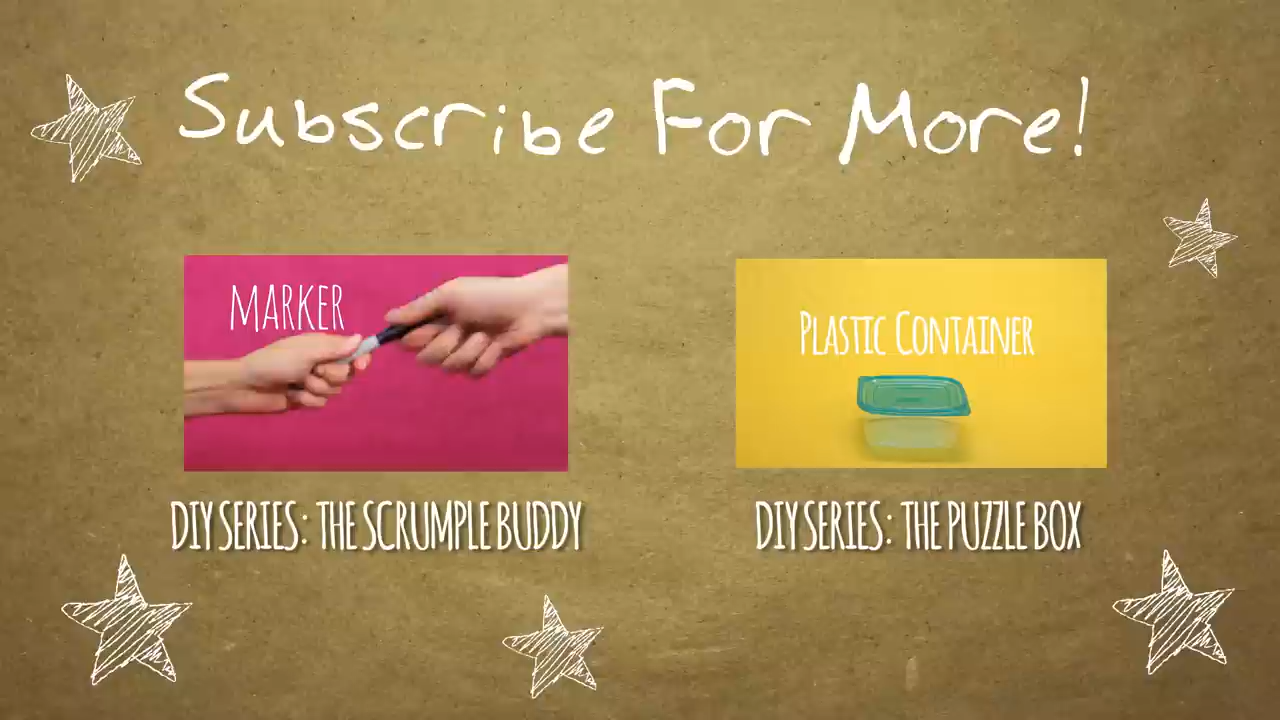 Subscribe For More!
MARKER
PLASTIC CONTAINER
DIY SERIES: THE SCRUMPLE BUDDY
DIY SERIES: THE PUZZLE BOX